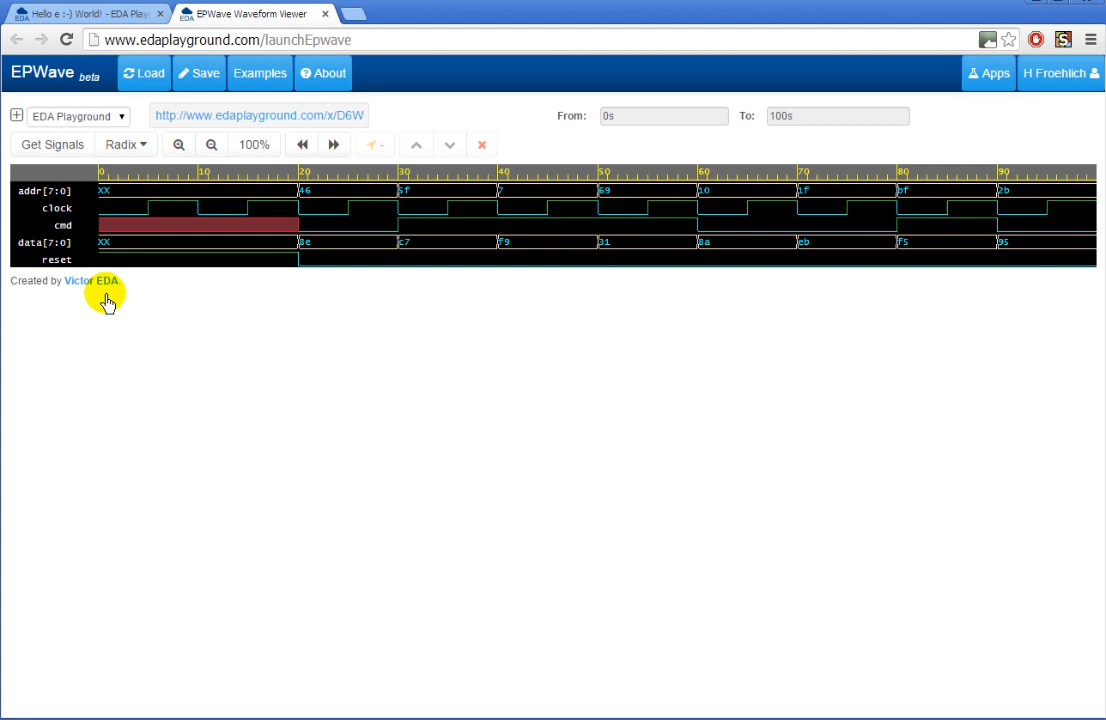 Hello e :-) World! - EDA Play
EPWave Waveform Viewer
www.edaplayground.com/launchEpwave
EPWave beta Load Save Examples About Apps H Froehlich
EDA Playground http://www.edaplayground.com/x/D6W From: 0s To: 100s
Get Signals Radix 100%
0 10 20 30 40 50 60 70 80 90
addr[7:0] XX 46 5f 7 69 10 1f bf 2b
clock
cmd
data[7:0] XX 8e c7 f9 31 8a eb f5 95
reset
Created by Victor EDA.